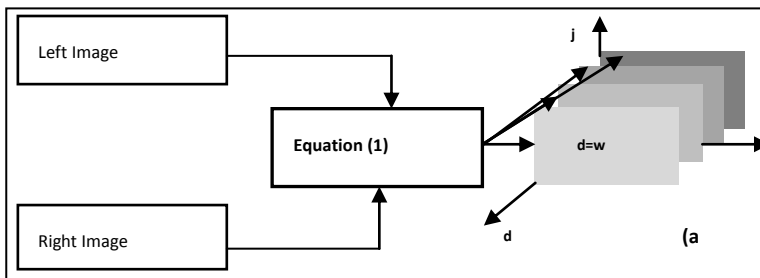 Left Image
j
Equation (1)
d=w
Right Image
d
(a